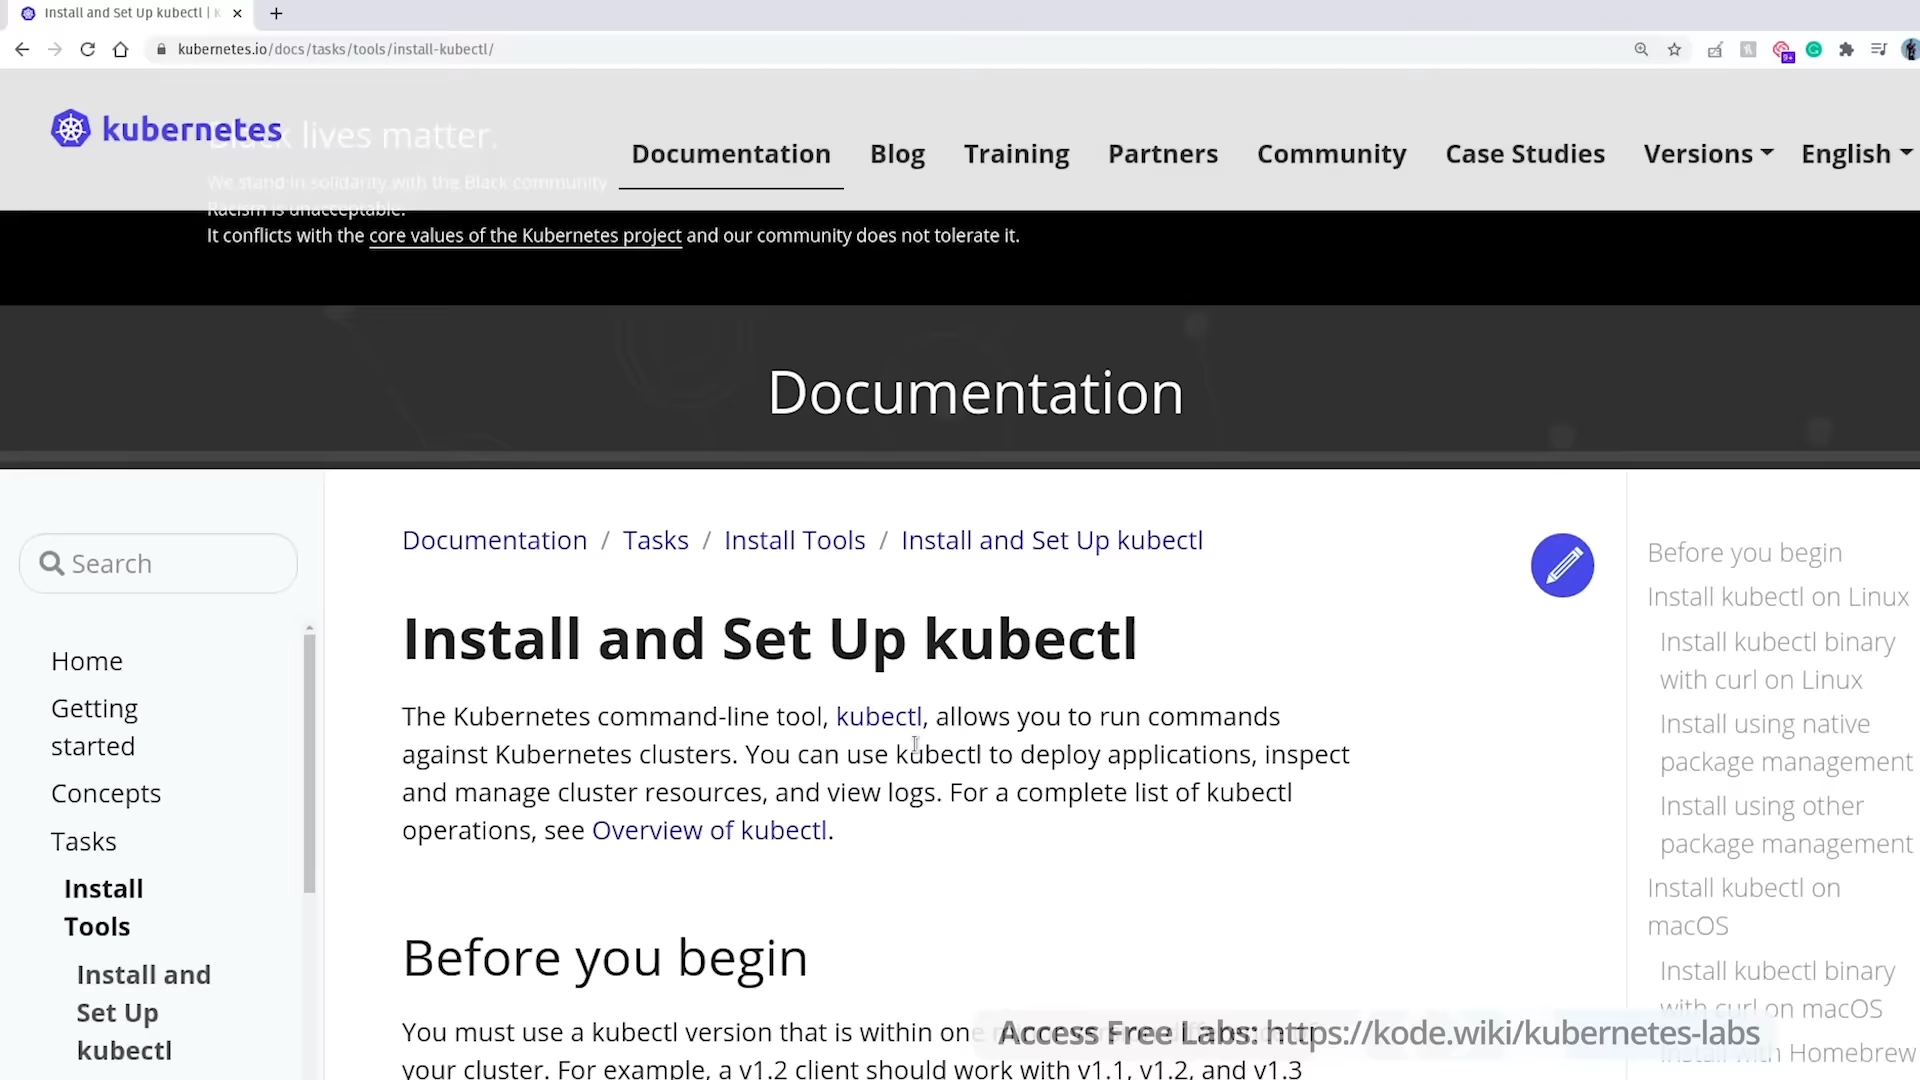 Install and Set Up kubectl |
kubernetes.io/docs/tasks/tools/install-kubectl/
9+
kubernetes
lives matter.
We stand in solidarity with the Black community
Racism is unacceptable.
It conflicts with the core values of the Kubernetes project and our community does not tolerate it.
Documentation
Blog
Training
Partners
Community
Case Studies
Versions
English
Documentation
Search
Home
Getting
started
Concepts
Tasks
Install
Tools
Install and
Set Up
kubectl
Documentation / Tasks / Install Tools / Install and Set Up kubectl
Install and Set Up kubectl
The Kubernetes command-line tool, kubectl, allows you to run commands
against Kubernetes clusters. You can use kubectl to deploy applications, inspect
and manage cluster resources, and view logs. For a complete list of kubectl
operations, see Overview of kubectl.
Before you begin
You must use a kubectl version that is within one
your cluster. For example, a v1.2 client should work with v1.1, v1.2, and v1.3
Before you begin
Install kubectl on Linux
Install kubectl binary
with curl on Linux
Install using native
package management
Install using other
package management
Install kubectl on
macOS
Install kubectl binary
with curl on macOS
Install with Homebrew
Access Free Labs: https://kode.wiki/kubernetes-labs